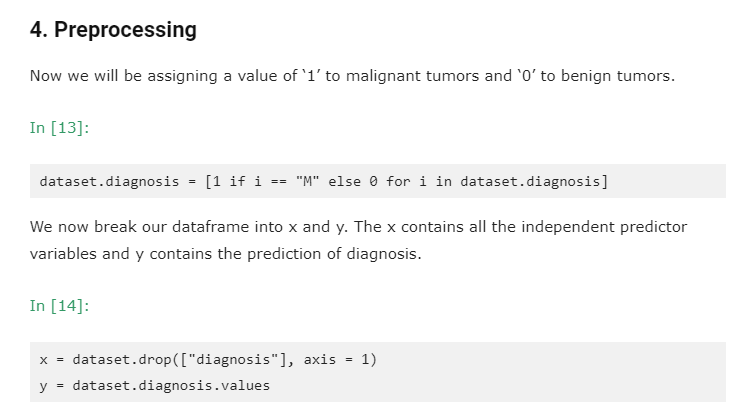 4. Preprocessing
Now we will be assigning a value of ‘1’ to malignant tumors and ‘0’ to benign tumors.
In [13]:
dataset.diagnosis = [1 if i == "M" else 0 for i in dataset.diagnosis]
We now break our dataframe into x and y. The x contains all the independent predictor
variables and y contains the prediction of diagnosis.
In [14]:
x = dataset.drop(["diagnosis"], axis = 1)
y = dataset.diagnosis.values